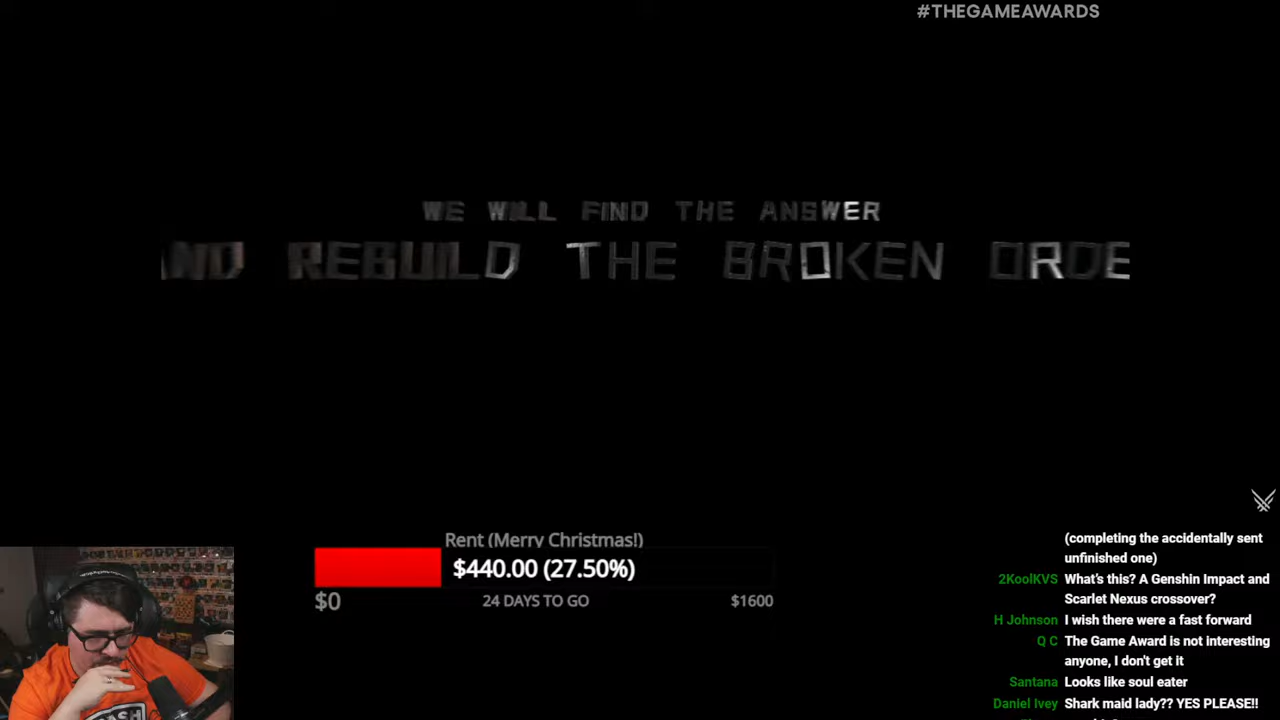 #THEGAMEAWARDS
WE WILL FIND THE ANSWER
AND REBUILD THE BROKEN ORDE
Rent (Merry Christmas!)
$440.00 (27.50%)
$0 24 DAYS TO GO $1600
(completing the accidentally sent
unfinished one)
2KoolKVS What's this? A Genshin Impact and
Scarlet Nexus crossover?
H Johnson I wish there were a fast forward
Q C The Game Award is not interesting
anyone, I don't get it
Santana Looks like soul eater
Daniel Ivey Shark maid lady?? YES PLEASE!!